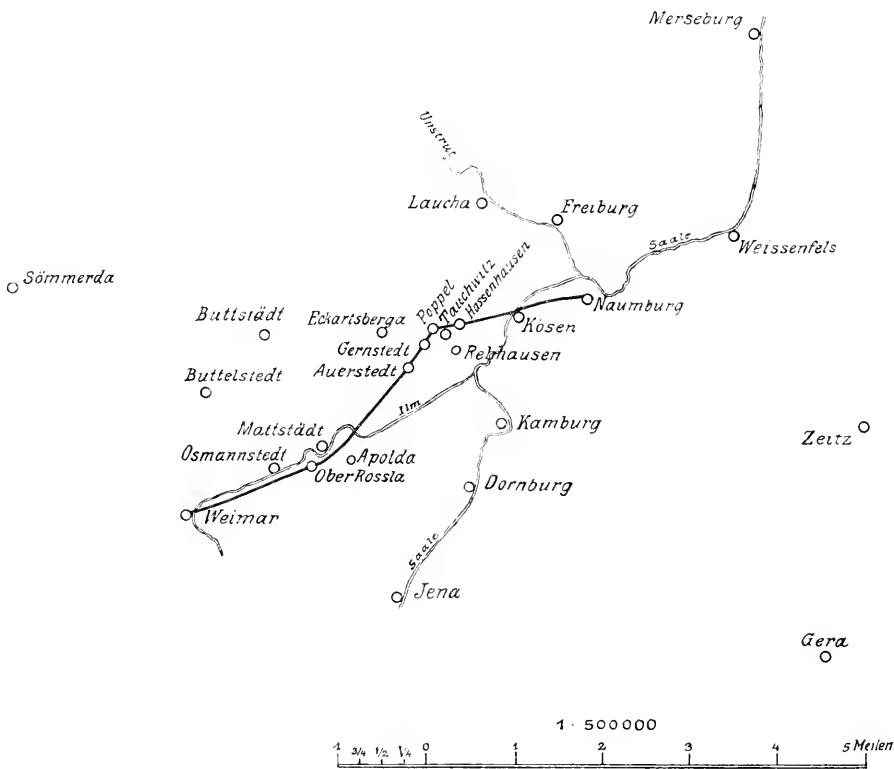 Merseburg
Unstrut
Laucha
Freiburg
Saale
Weissenfels
Sömmerda
Naumburg
Poppel
Tauchwitz
Hassenhausen
Buttstädt
Eckartsberga
Kösen
Gernstedt
Rehhausen
Auerstedt
Buttelstedt
Ilm
Mattstädt
Kamburg
Zeitz
Osmannstedt
Apolda
Ober Rossla
Dornburg
Weimar
Saale
Jena
Gera
1 · 500000
1 3/4 1/2 1/4 0 1 2 3 4 5 Meilen